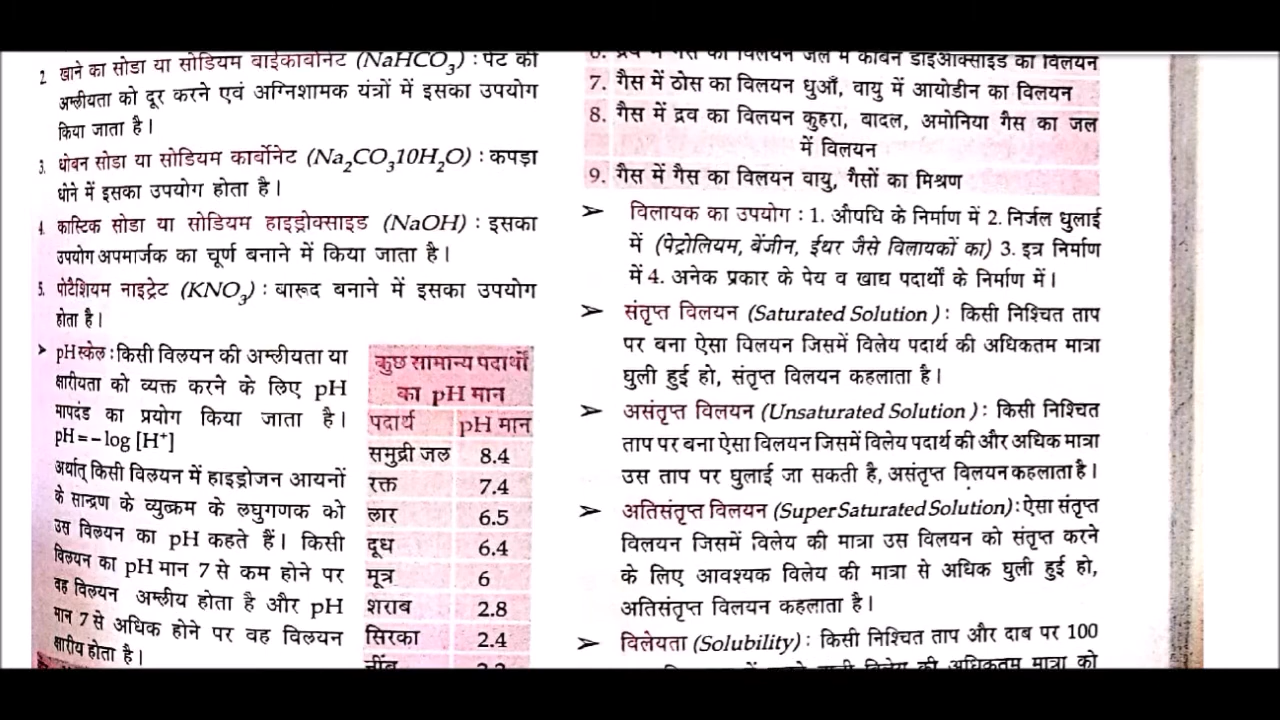 2. खाने का सोडा या सोडियम बाईकार्बोनेट (NaHCO₃) : पेट की
अम्लीयता को दूर करने एवं अग्निशामक यंत्रों में इसका उपयोग
किया जाता है।
3. धोबन सोडा या सोडियम कार्बोनेट (Na₂CO₃10H₂O) : कपड़ा
धोने में इसका उपयोग होता है।
4. कास्टिक सोडा या सोडियम हाइड्रोक्साइड (NaOH) : इसका
उपयोग अपमार्जक का चूर्ण बनाने में किया जाता है।
5. पोटैशियम नाइट्रेट (KNO₃) : बारूद बनाने में इसका उपयोग
होता है।
➤ pH स्केल : किसी विलयन की अम्लीयता या
क्षारीयता को व्यक्त करने के लिए pH
मापदंड का प्रयोग किया जाता है।
pH = – log [H⁺]
अर्थात् किसी विलयन में हाइड्रोजन आयनों
के सान्द्रण के व्युत्क्रम के लघुगणक को
उस विलयन का pH कहते हैं। किसी
विलयन का pH मान 7 से कम होने पर
वह विलयन अम्लीय होता है और pH
मान 7 से अधिक होने पर वह विलयन
क्षारीय होता है।
कुछ सामान्य पदार्थों
का pH मान
पदार्थ pH मान
समुद्री जल 8.4
रक्त 7.4
लार 6.5
दूध 6.4
मूत्र 6
शराब 2.8
सिरका 2.4
द्रव में गैस का विलयन जल में कार्बन डाइऑक्साइड का विलयन
7. गैस में ठोस का विलयन धुआँ, वायु में आयोडीन का विलयन
8. गैस में द्रव का विलयन कुहरा, बादल, अमोनिया गैस का जल
में विलयन
9. गैस में गैस का विलयन वायु, गैसों का मिश्रण
➤ विलायक का उपयोग : 1. औषधि के निर्माण में 2. निर्जल धुलाई
में (पेट्रोलियम, बेंजीन, ईथर जैसे विलायकों का) 3. इत्र निर्माण
में 4. अनेक प्रकार के पेय व खाद्य पदार्थों के निर्माण में।
➤ संतृप्त विलयन (Saturated Solution ) : किसी निश्चित ताप
पर बना ऐसा विलयन जिसमें विलेय पदार्थ की अधिकतम मात्रा
घुली हुई हो, संतृप्त विलयन कहलाता है।
➤ असंतृप्त विलयन (Unsaturated Solution ) : किसी निश्चित
ताप पर बना ऐसा विलयन जिसमें विलेय पदार्थ की और अधिक मात्रा
उस ताप पर घुलाई जा सकती है, असंतृप्त विलयन कहलाता है।
➤ अतिसंतृप्त विलयन (Super Saturated Solution) : ऐसा संतृप्त
विलयन जिसमें विलेय की मात्रा उस विलयन को संतृप्त करने
के लिए आवश्यक विलेय की मात्रा से अधिक घुली हुई हो,
अतिसंतृप्त विलयन कहलाता है।
➤ विलेयता (Solubility) : किसी निश्चित ताप और दाब पर 100
विलेय की अधिकतम मात्रा को